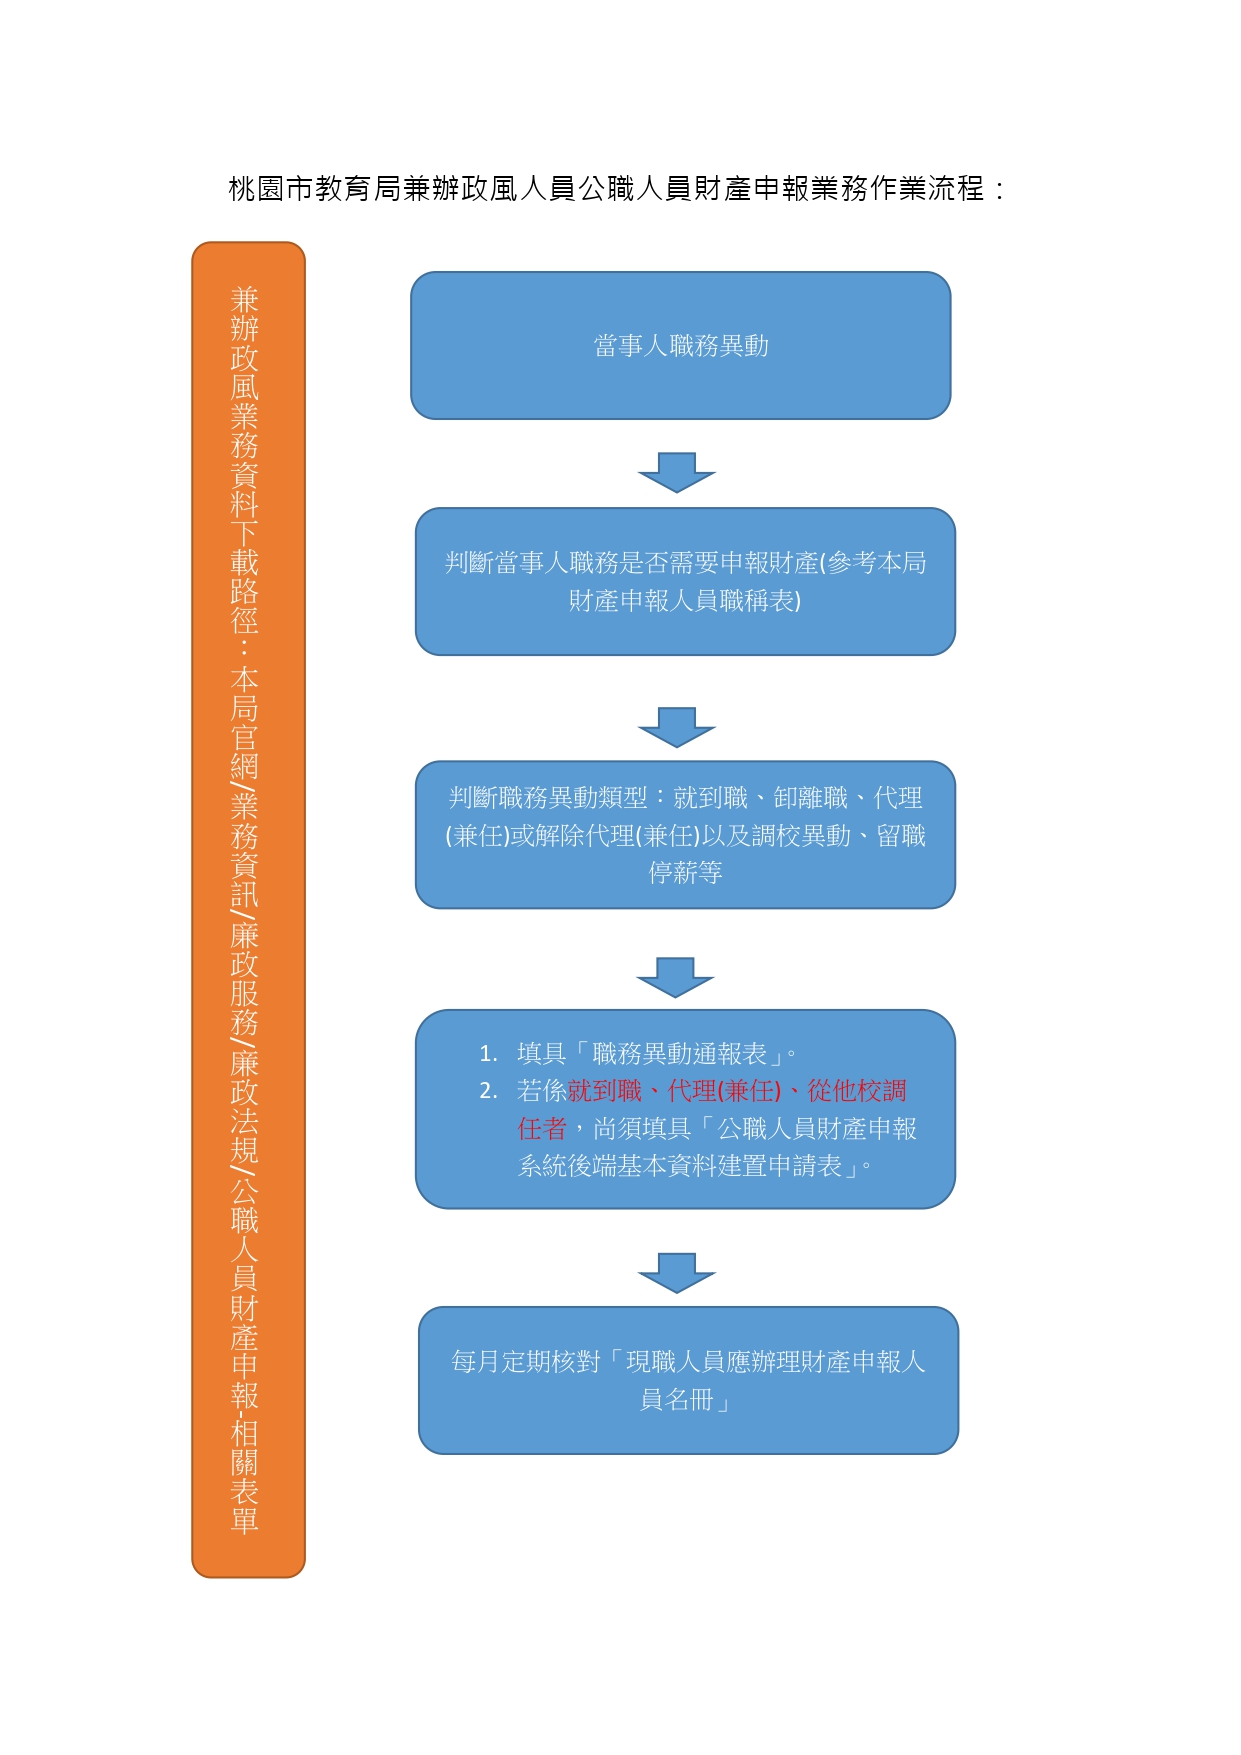 桃園市教育局兼辦政風人員公職人員財產申報業務作業流程：
兼辦政風業務資料下載路徑：本局官網/業務資訊/廉政服務/廉政法規/公職人員財產申報-相關表單
當事人職務異動
判斷當事人職務是否需要申報財產(參考本局
財產申報人員職稱表)
判斷職務異動類型：就到職、卸離職、代理
(兼任)或解除代理(兼任)以及調校異動、留職
停薪等
1. 填具「職務異動通報表」。
2. 若係就到職、代理(兼任)、從他校調
任者，尚須填具「公職人員財產申報
系統後端基本資料建置申請表」。
每月定期核對「現職人員應辦理財產申報人
員名冊」